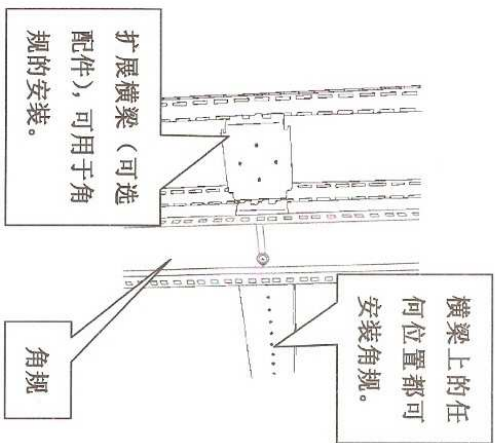 横梁上的任
何位置都可
安装角规。
扩展横梁（可选
配件），可用于角
规的安装。
角规